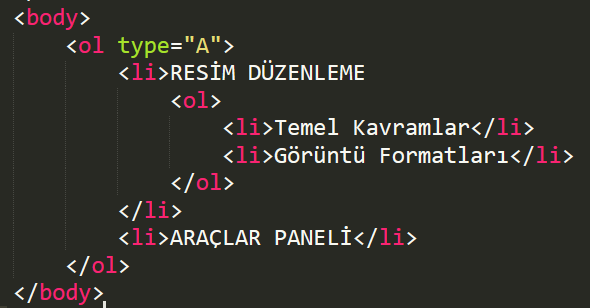 <body>
<ol type="A">
<li>RESİM DÜZENLEME
<ol>
<li>Temel Kavramlar</li>
<li>Görüntü Formatları</li>
</ol>
</li>
<li>ARAÇLAR PANELİ</li>
</ol>
</body>